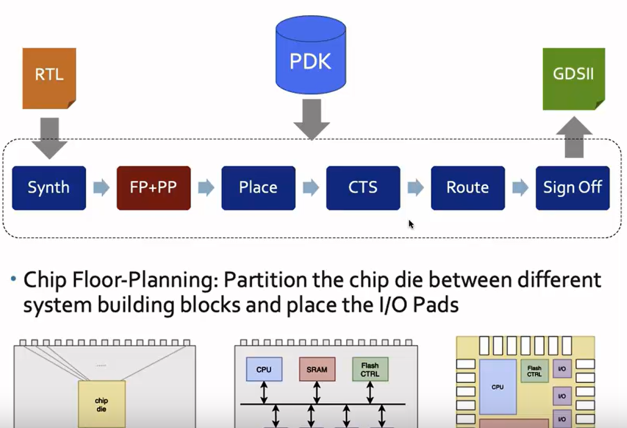 RTL
PDK
GDSII
Synth
FP+PP
Place
CTS
Route
Sign Off
• Chip Floor-Planning: Partition the chip die between different
system building blocks and place the I/O Pads
chip
die
CPU
SRAM
Flash
CTRL
CPU
Flash
CTRL
I/O
I/O
I/O